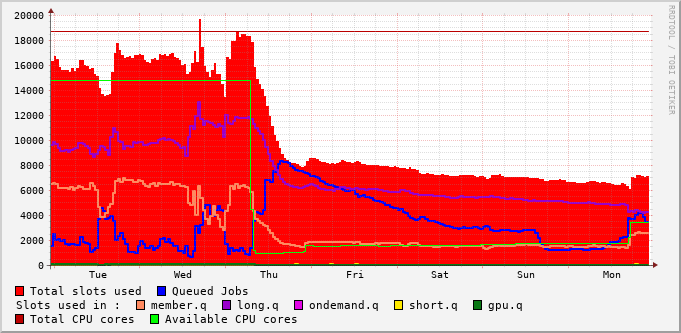 20000
18000
16000
14000
12000
10000
8000
6000
4000
2000
0
Tue Wed Thu Fri Sat Sun Mon
RRDTOOL / TOBI OETIKER
Total slots used Queued Jobs
Slots used in : member.q long.q ondemand.q short.q gpu.q
Total CPU cores Available CPU cores